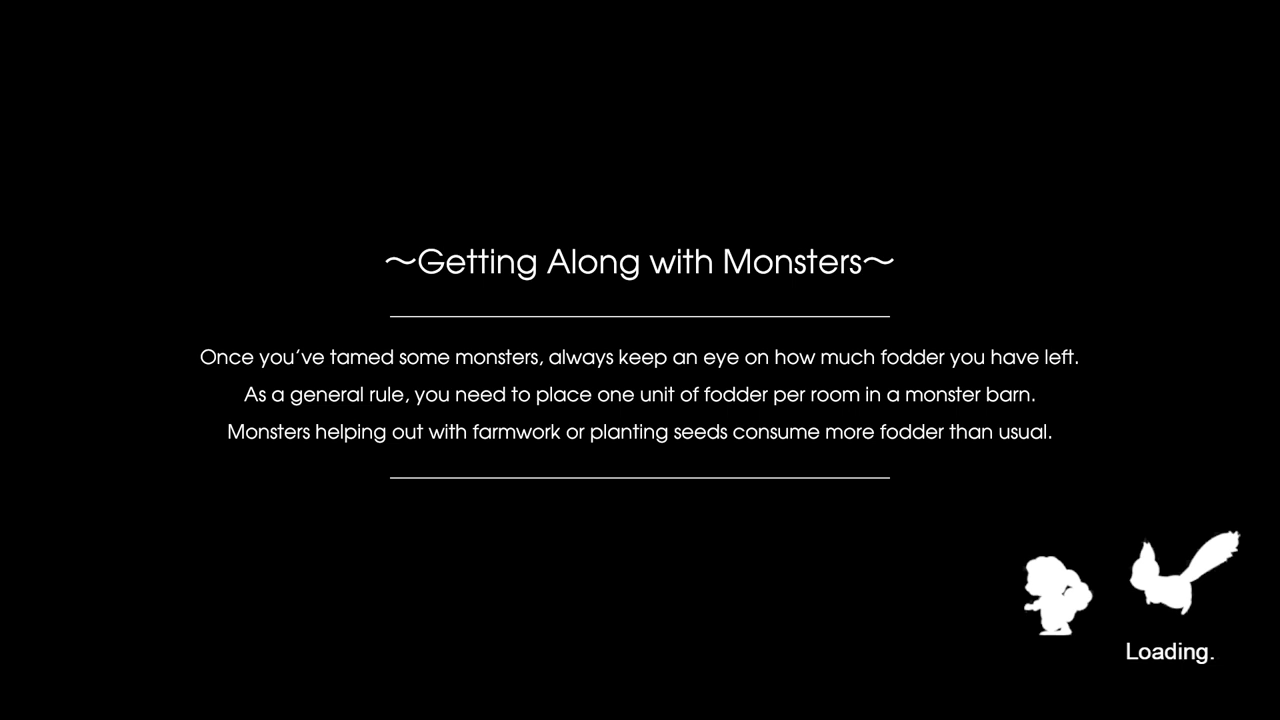 ～Getting Along with Monsters～
Once you've tamed some monsters, always keep an eye on how much fodder you have left.
As a general rule, you need to place one unit of fodder per room in a monster barn.
Monsters helping out with farmwork or planting seeds consume more fodder than usual.
Loading.